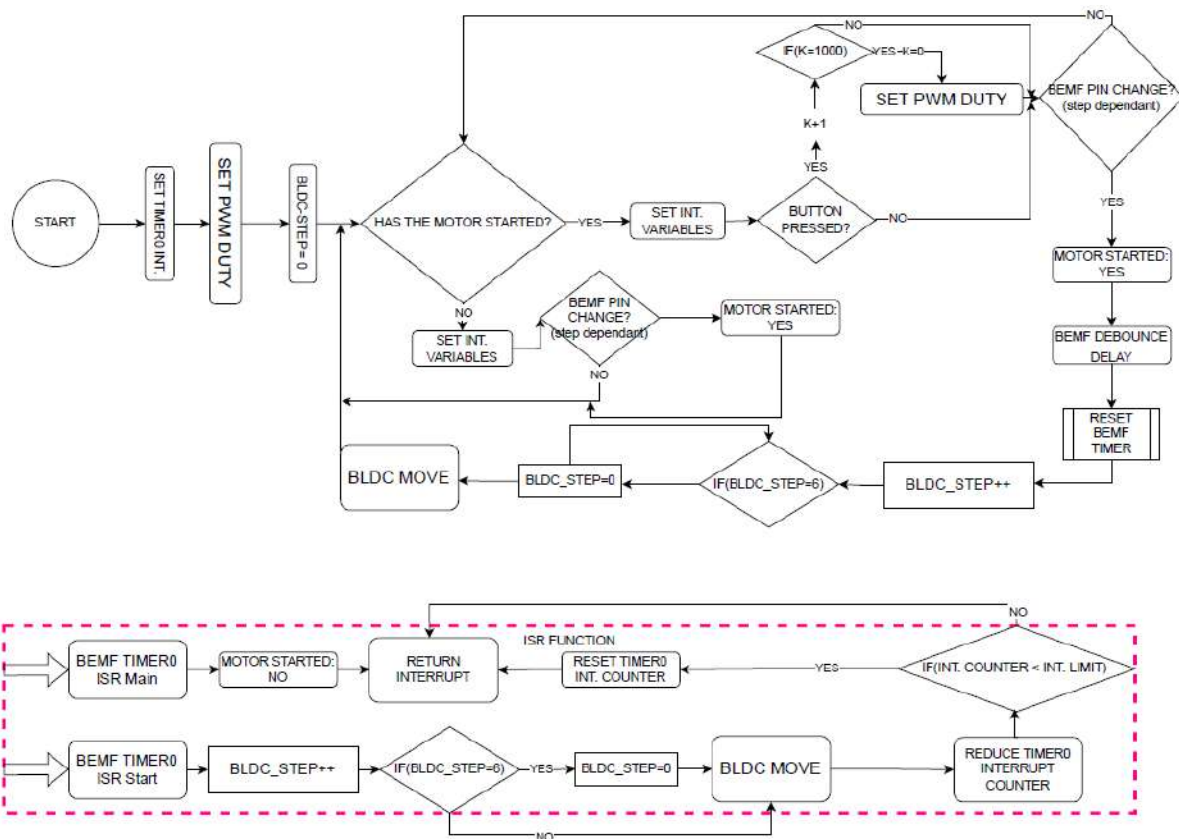 NO
NO
IF(K=1000)
YES-K=0
SET PWM DUTY
BEMF PIN CHANGE?
(step dependant)
K+1
YES
START
SET TIMER0 INT.
SET PWM DUTY
BLDC-STEP= 0
HAS THE MOTOR STARTED?
YES
SET INT.
VARIABLES
BUTTON
PRESSED?
NO
YES
MOTOR STARTED:
YES
NO
SET INT.
VARIABLES
BEMF PIN
CHANGE?
(step dependant)
MOTOR STARTED:
YES
NO
BEMF DEBOUNCE
DELAY
RESET
BEMF
TIMER
BLDC MOVE
BLDC_STEP=0
IF(BLDC_STEP=6)
BLDC_STEP++
NO
ISR FUNCTION
BEMF TIMER0
ISR Main
MOTOR STARTED:
NO
RETURN
INTERRUPT
RESET TIMER0
INT. COUNTER
YES
IF(INT. COUNTER < INT. LIMIT)
BEMF TIMER0
ISR Start
BLDC_STEP++
IF(BLDC_STEP=6)
YES
BLDC_STEP=0
BLDC MOVE
REDUCE TIMER0
INTERRUPT
COUNTER
NO